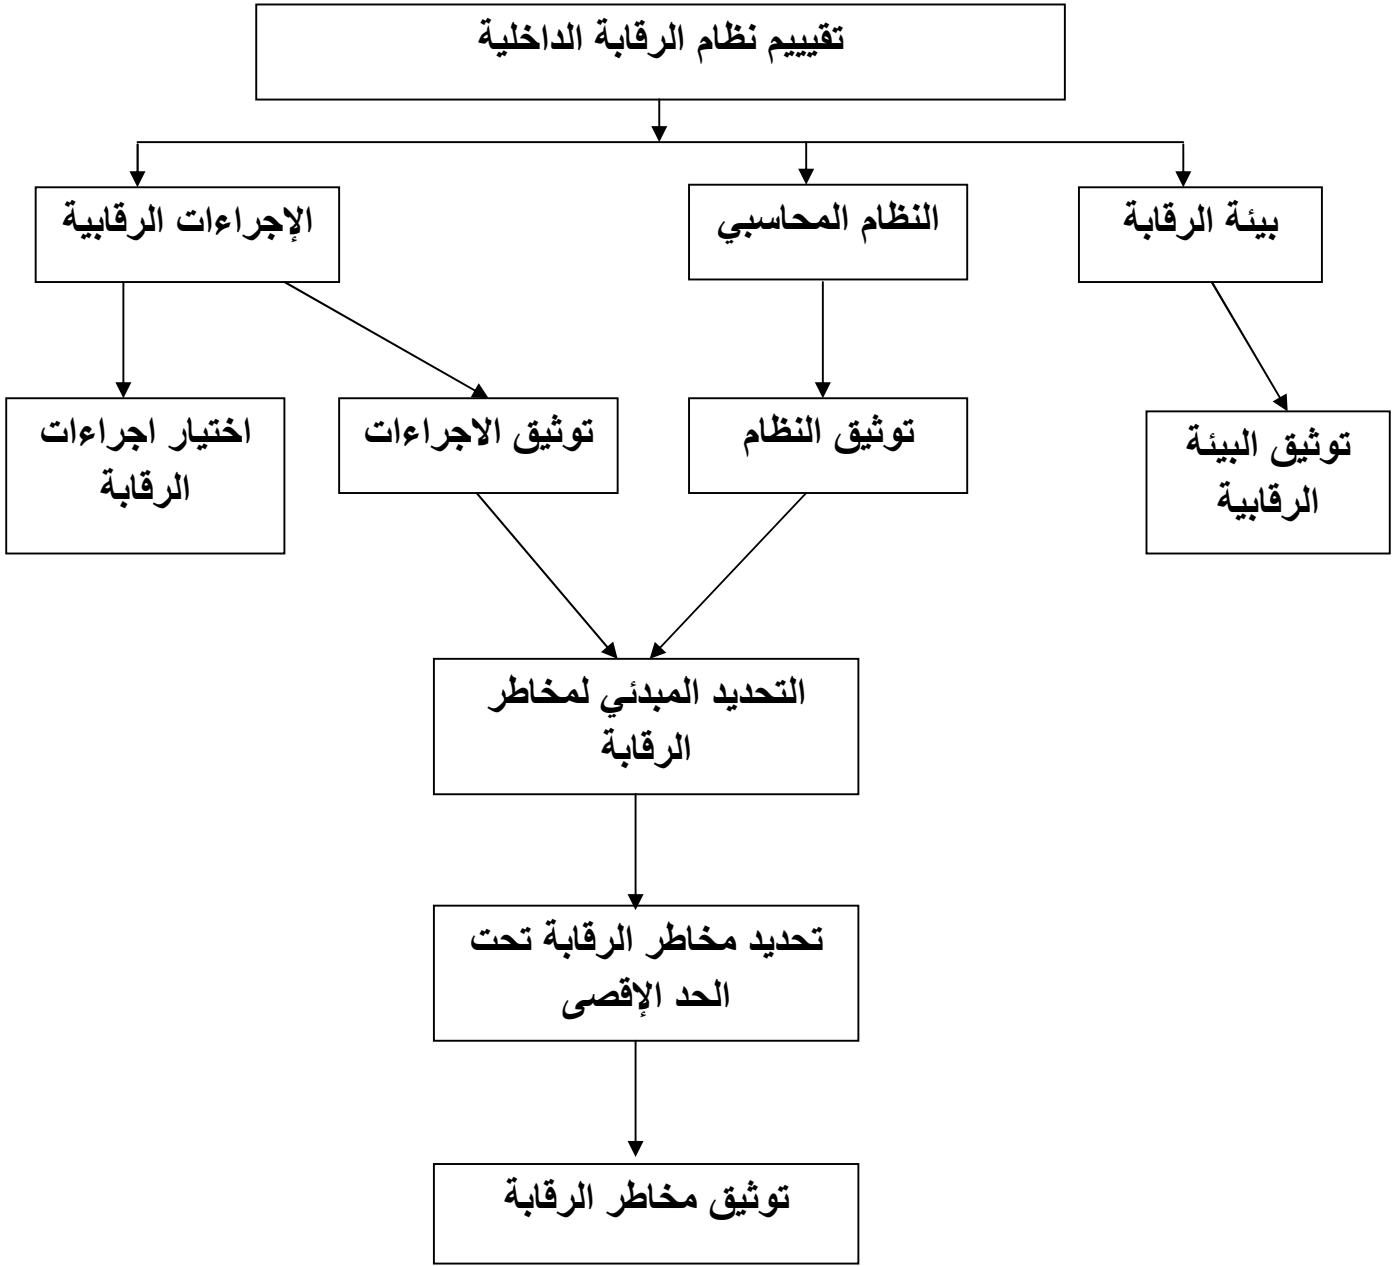 تقيييم نظام الرقابة الداخلية
بيئة الرقابة
النظام المحاسبي
الإجراءات الرقابية
توثيق البيئة
الرقابية
توثيق النظام
توثيق الاجراءات
اختيار اجراءات
الرقابة
التحديد المبدئي لمخاطر
الرقابة
تحديد مخاطر الرقابة تحت
الحد الإقصى
توثيق مخاطر الرقابة